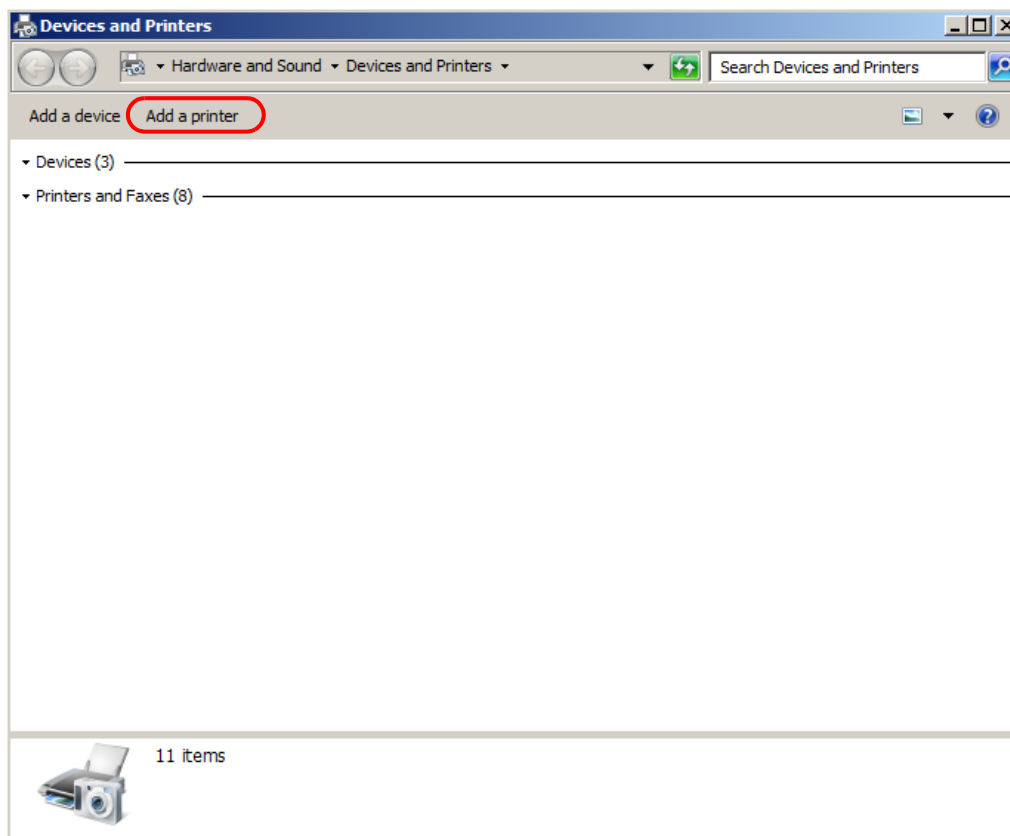 Devices and Printers
Hardware and Sound Devices and Printers Search Devices and Printers
Add a device Add a printer
Devices (3)
Printers and Faxes (8)
11 items